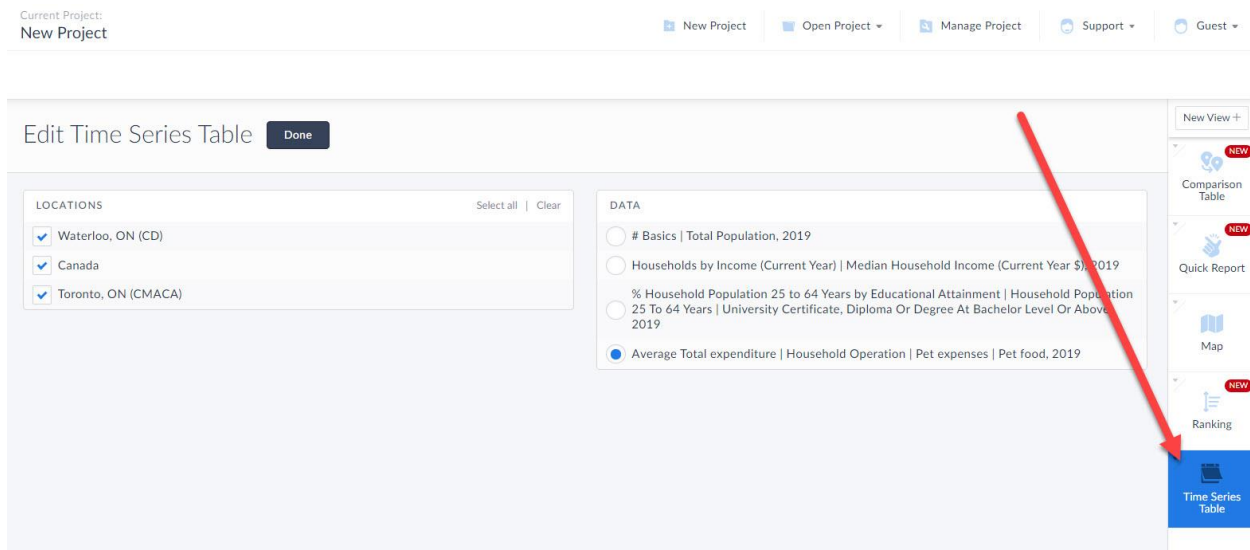 Current Project:
New Project
New Project
Open Project
Manage Project
Support
Guest
Edit Time Series Table
Done
New View +
LOCATIONS
Select all | Clear
Waterloo, ON (CD)
Canada
Toronto, ON (CMACA)
DATA
# Basics | Total Population, 2019
Households by Income (Current Year) | Median Household Income (Current Year $), 2019
% Household Population 25 to 64 Years by Educational Attainment | Household Population
25 To 64 Years | University Certificate, Diploma Or Degree At Bachelor Level Or Above,
2019
Average Total expenditure | Household Operation | Pet expenses | Pet food, 2019
NEW
Comparison
Table
NEW
Quick Report
Map
NEW
Ranking
Time Series
Table